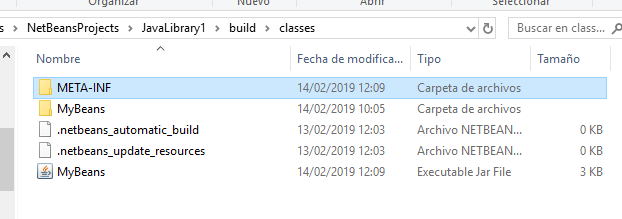 Organizar Nuevo Abrir Seleccionar
s > NetBeansProjects > JavaLibrary1 > build > classes Buscar en class...
Nombre Fecha de modifica... Tipo Tamaño
META-INF 14/02/2019 12:09 Carpeta de archivos
MyBeans 14/02/2019 10:05 Carpeta de archivos
.netbeans_automatic_build 13/02/2019 12:03 Archivo NETBEAN... 0 KB
.netbeans_update_resources 13/02/2019 12:03 Archivo NETBEAN... 0 KB
MyBeans 14/02/2019 12:09 Executable Jar File 3 KB